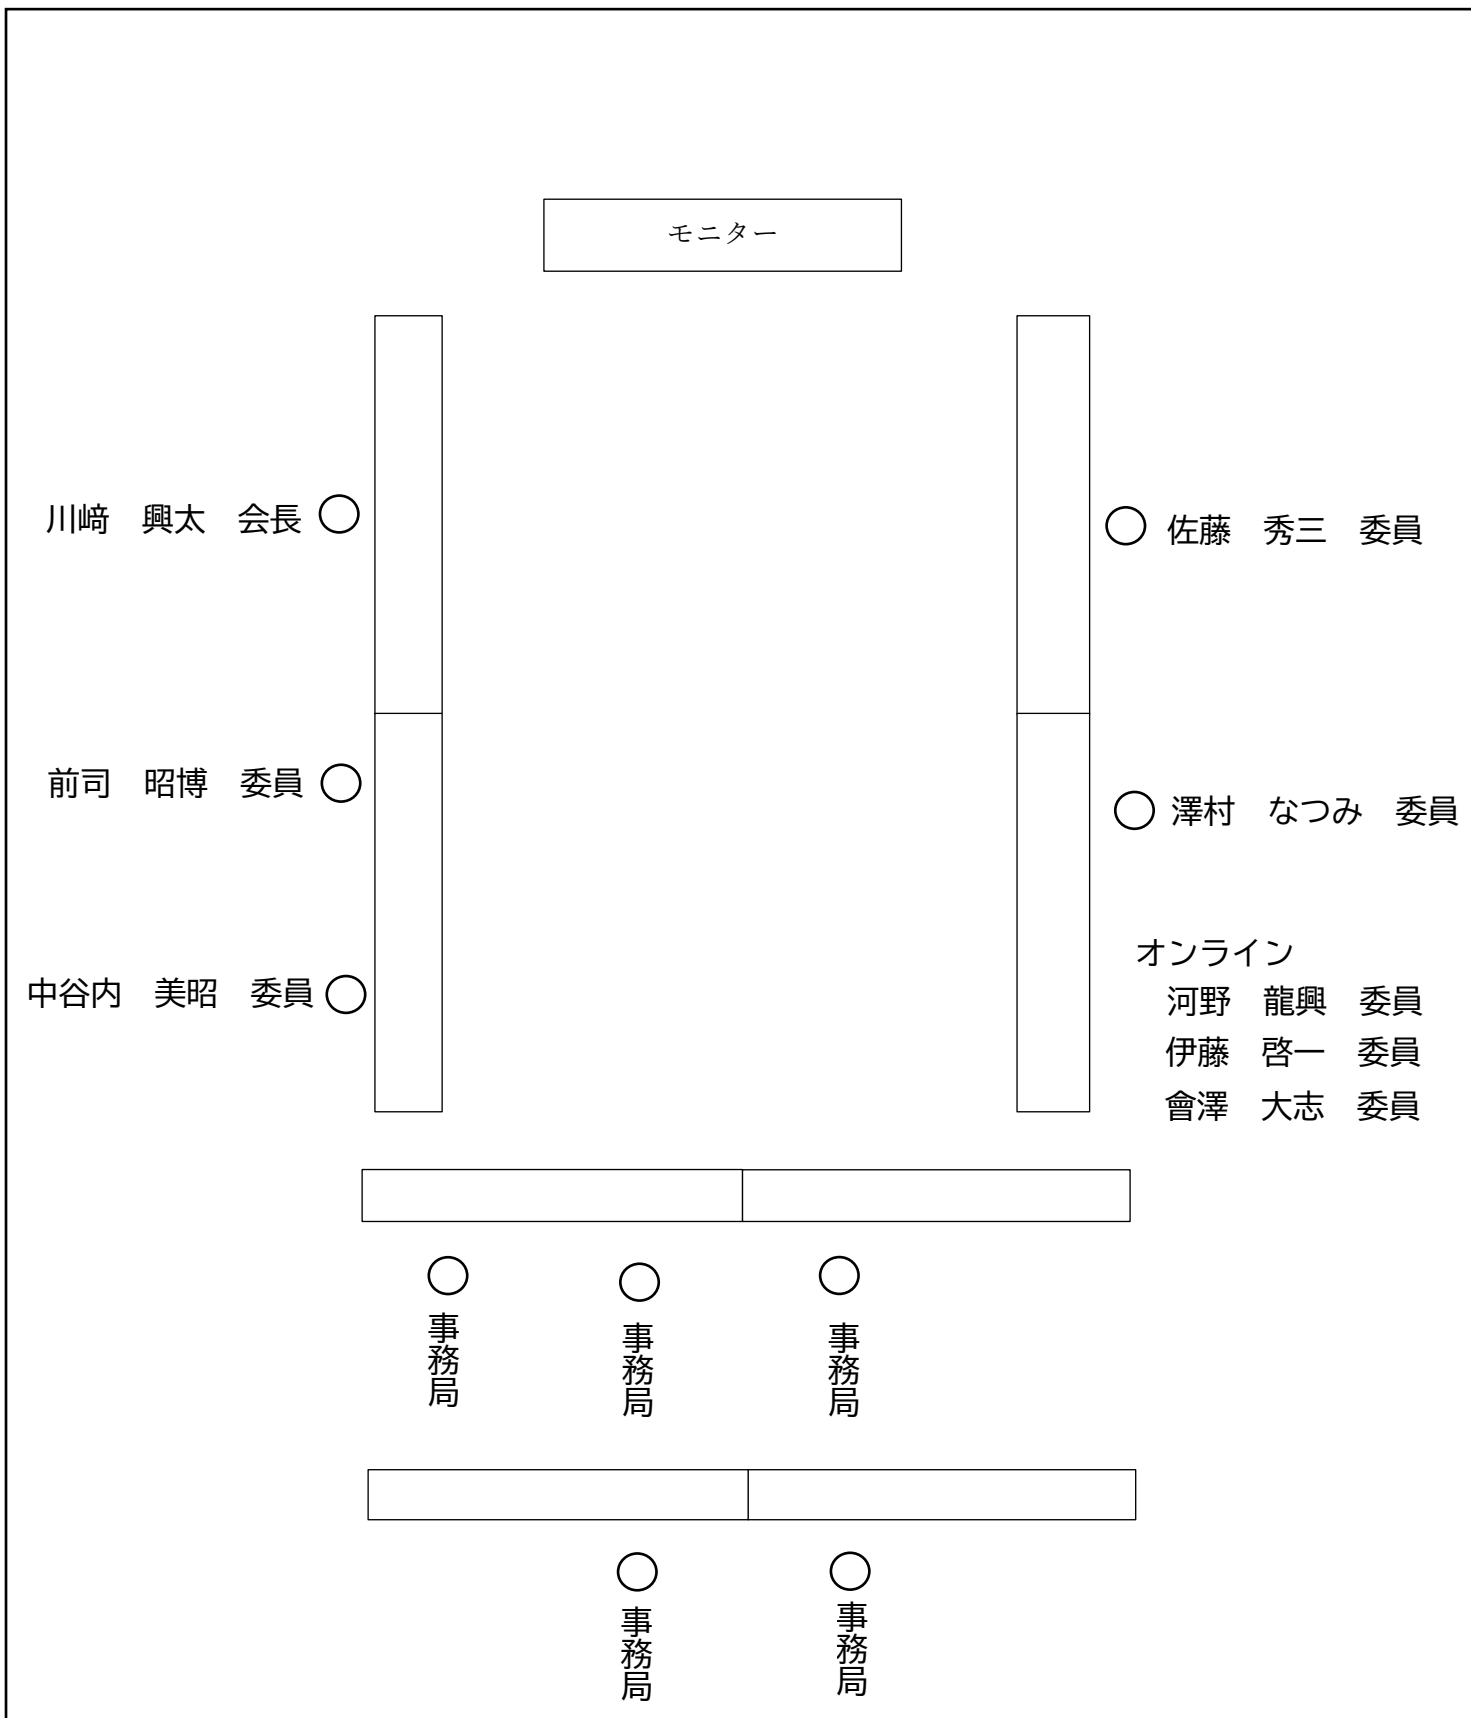 モニター
川﨑　興太　会長
佐藤　秀三　委員
前司　昭博　委員
澤村　なつみ　委員
中谷内　美昭　委員
オンライン
河野　龍興　委員
伊藤　啓一　委員
會澤　大志　委員
事務局
事務局
事務局
事務局
事務局